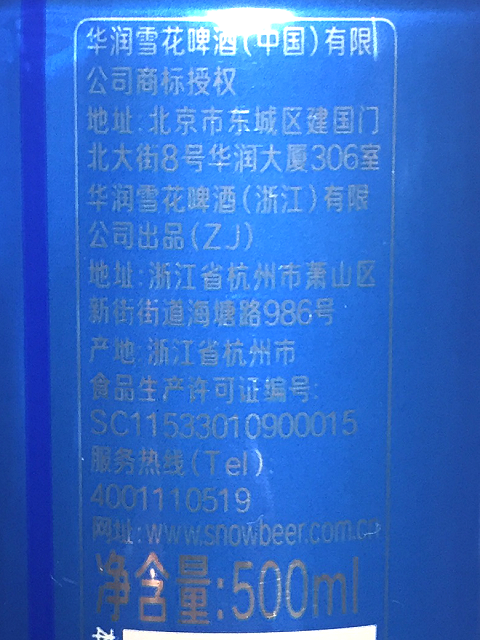 华润雪花啤酒(中国)有限
公司商标授权
地址:北京市东城区建国门
北大街8号华润大厦306室
华润雪花啤酒(浙江)有限
公司出品(ZJ)
地址:浙江省杭州市萧山区
新街街道海塘路986号
产地:浙江省杭州市
食品生产许可证编号:
SC11533010900015
服务热线(Tel):
4001110519
网址:www.snowbeer.com.cn
净含量:500ml